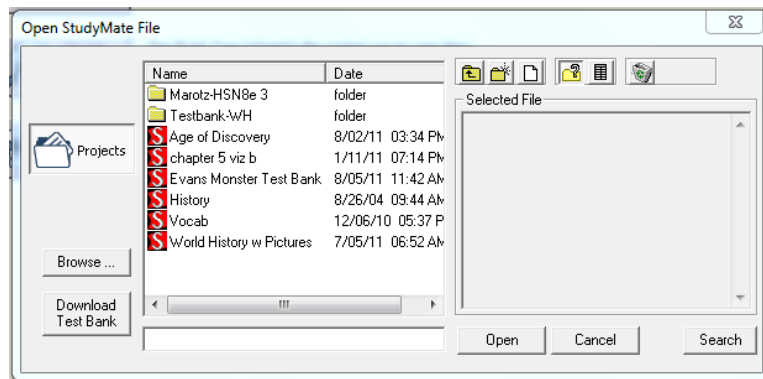 Open StudyMate File
Name Date
Marotz-HSN8e 3 folder
Testbank-WH folder
Age of Discovery 8/02/11 03:34 PM
chapter 5 viz b 1/11/11 07:14 PM
Evans Monster Test Bank 8/05/11 11:42 AM
History 8/26/04 09:44 AM
Vocab 12/06/10 05:37 P
World History w Pictures 7/05/11 06:52 AM
Projects
Browse ...
Download
Test Bank
Selected File
Open Cancel Search